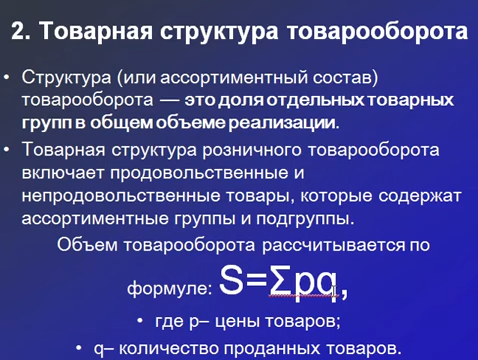 2. Товарная структура товарооборота
• Структура (или ассортиментный состав)
товарооборота — это доля отдельных товарных
групп в общем объеме реализации.
• Товарная структура розничного товарооборота
включает продовольственные и
непродовольственные товары, которые содержат
ассортиментные группы и подгруппы.
Объем товарооборота рассчитывается по
формуле: S=Σpq,
• где p– цены товаров;
• q– количество проданных товаров.